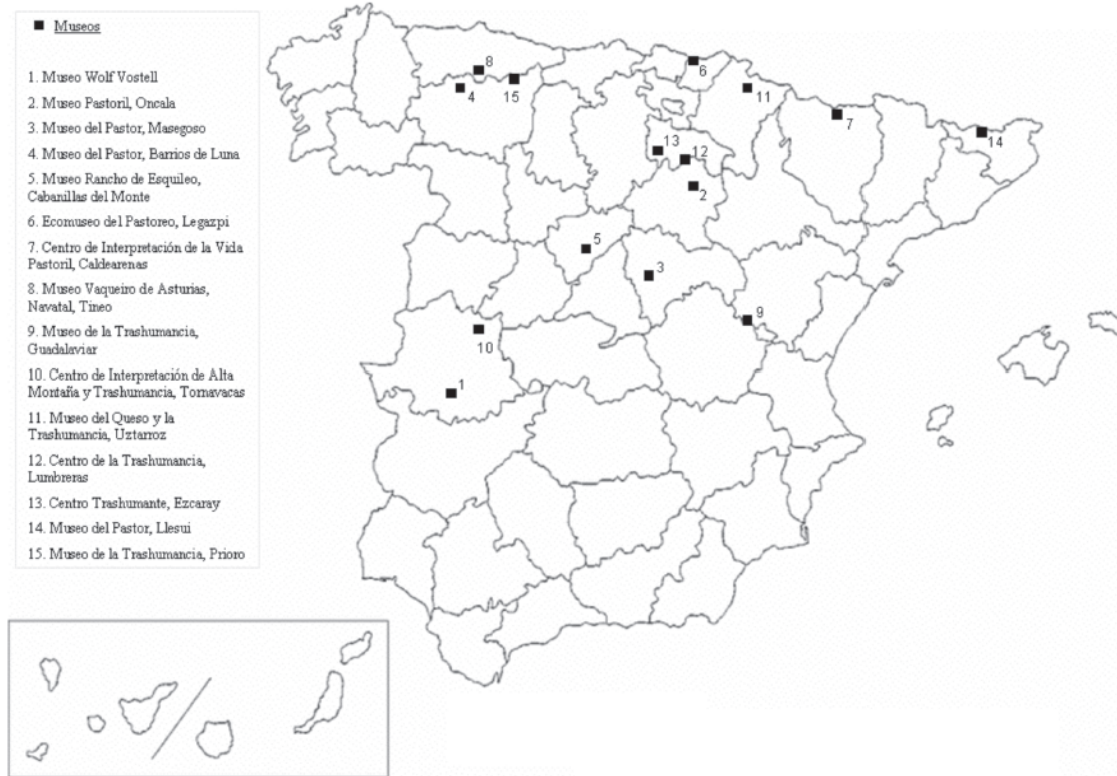 Museos
1. Museo Wolf Vostell
2. Museo Pastoril, Oncala
3. Museo del Pastor, Masegoso
4. Museo del Pastor, Barrios de Luna
5. Museo Rancho de Esquileo,
Cabanillas del Monte
6. Ecomuseo del Pastoreo, Legazpi
7. Centro de Interpretación de la Vida
Pastoril, Caldearenas
8. Museo Vaqueiro de Asturias,
Navatal, Tineo
9. Museo de la Trashumancia,
Guadalaviar
10. Centro de Interpretación de Alta
Montaña y Trashumancia, Tornavacas
11. Museo del Queso y la
Trashumancia, Uztarroz
12. Centro de la Trashumancia,
Lumbreras
13. Centro Trashumante, Ezcaray
14. Museo del Pastor, Llesui
15. Museo de la Trashumancia, Prioro
8
6
4
15
11
7
14
13
12
2
5
3
9
10
1